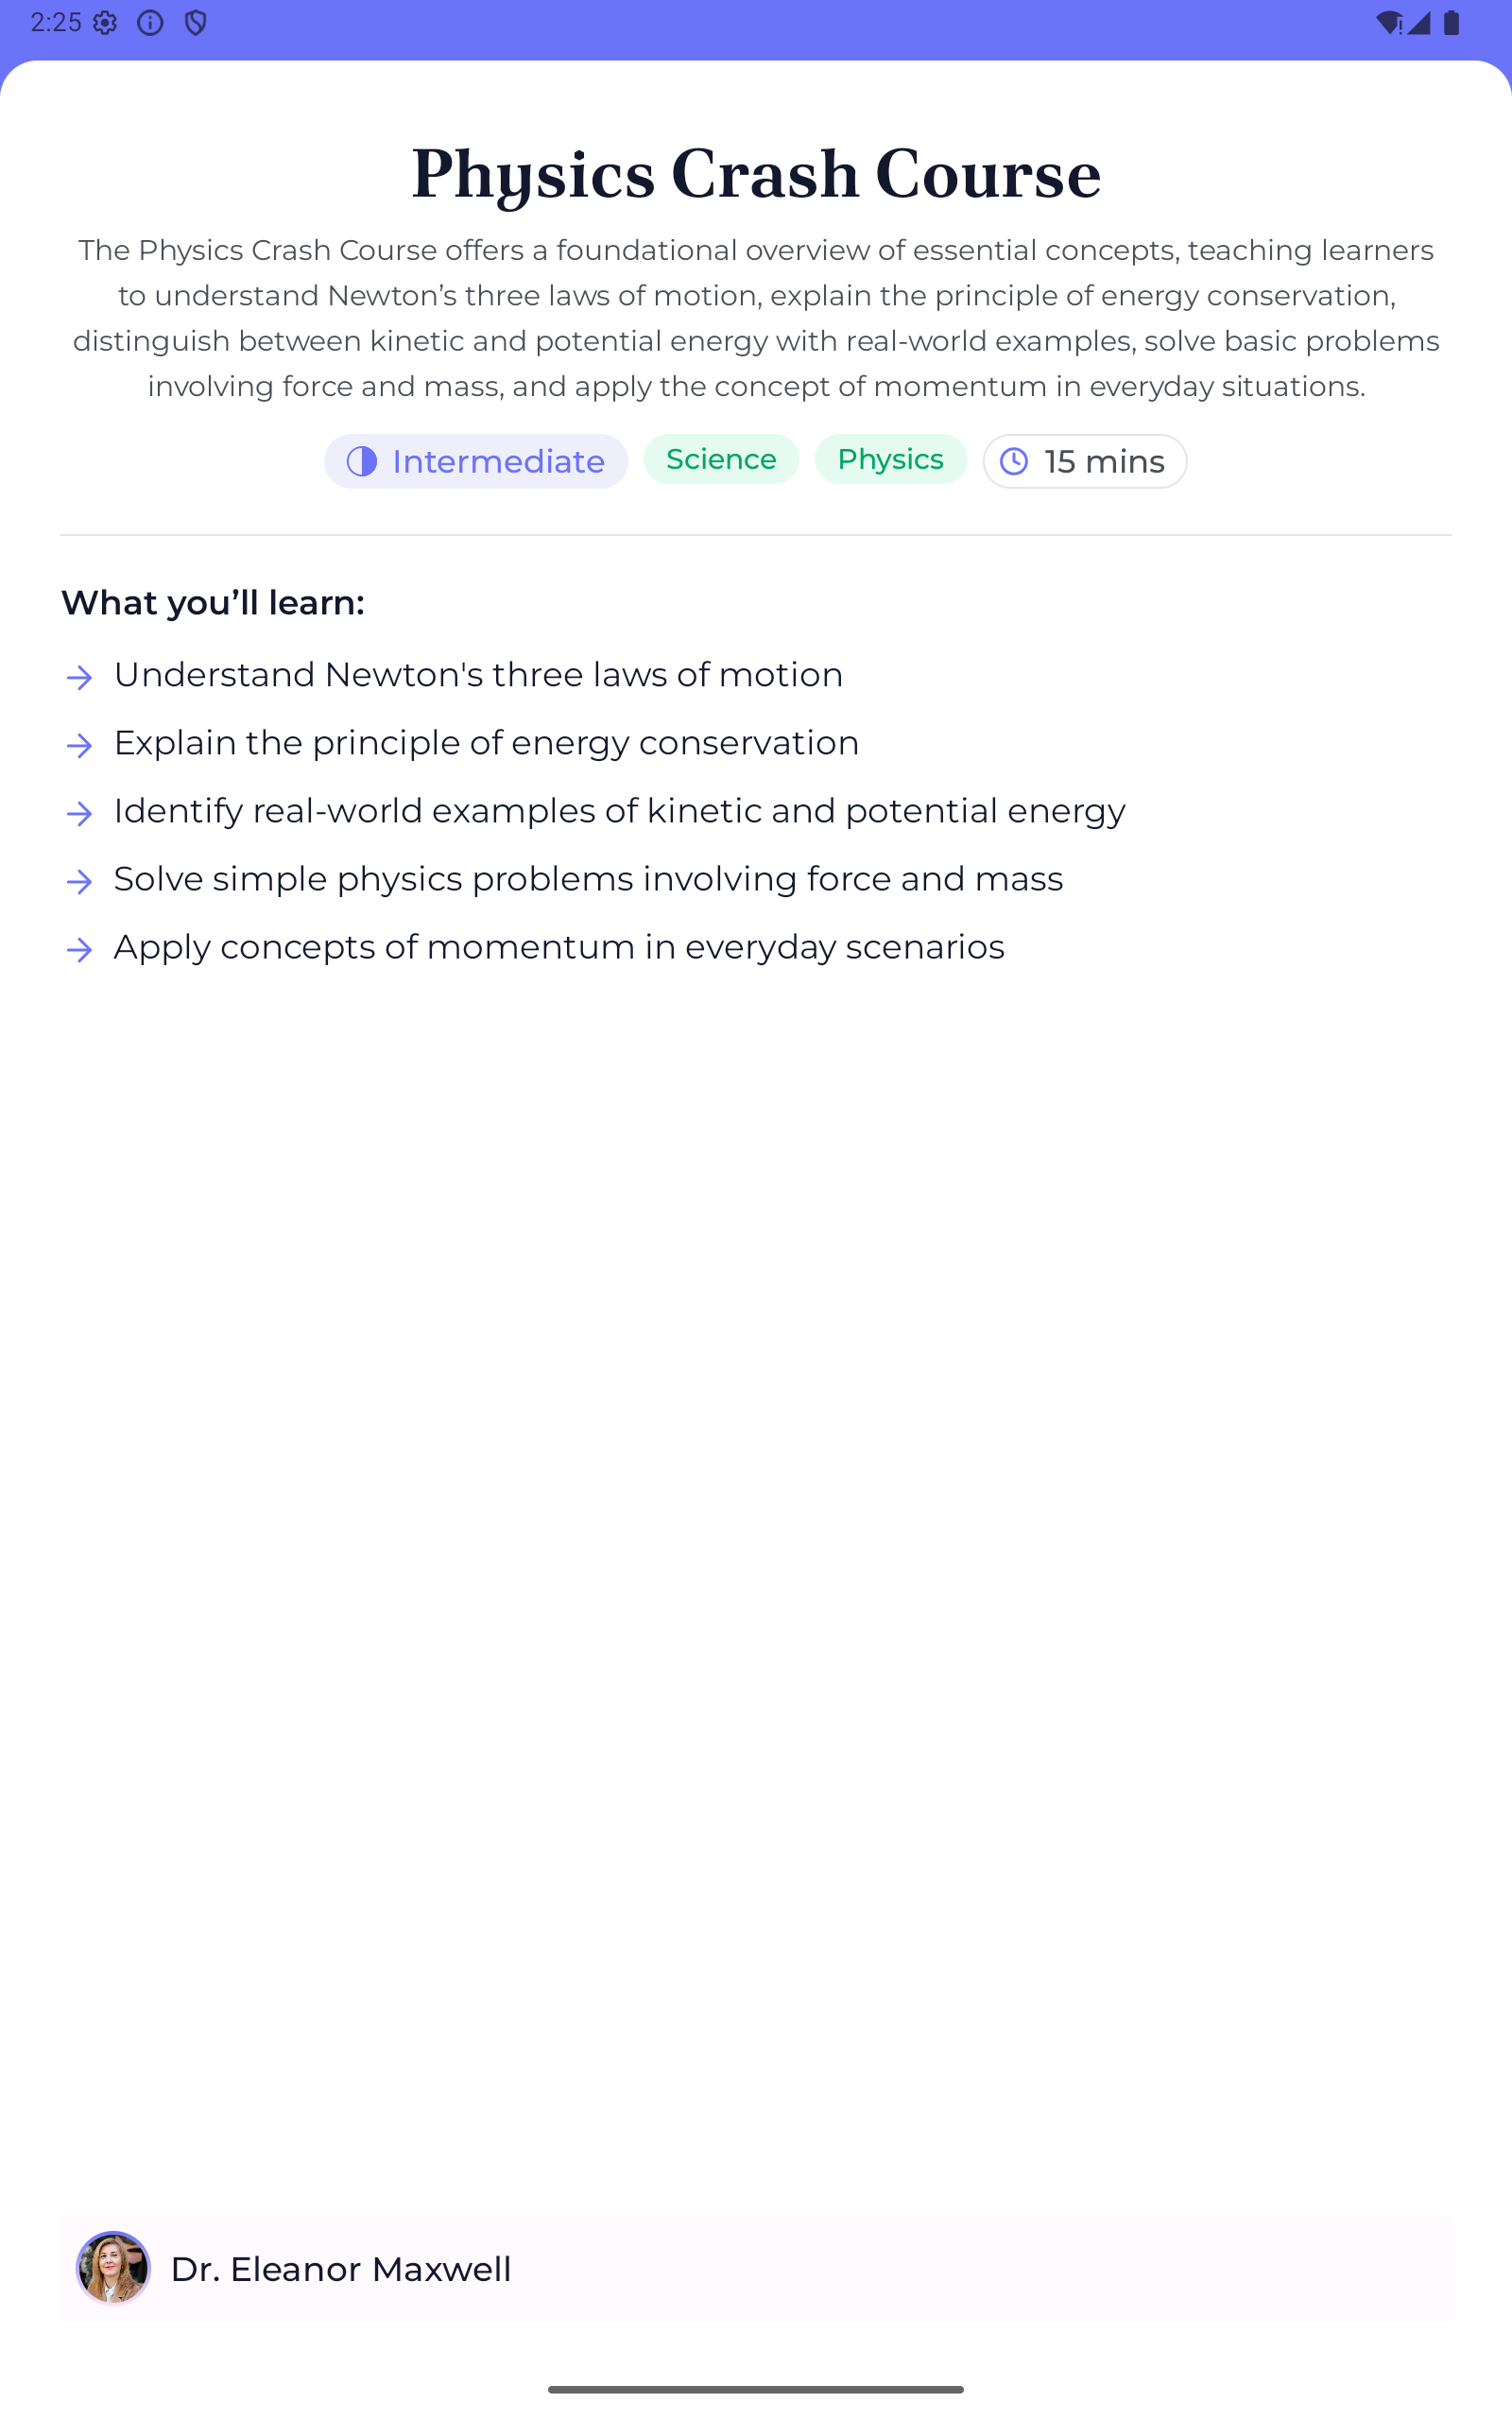 2:25
Physics Crash Course
The Physics Crash Course offers a foundational overview of essential concepts, teaching learners
to understand Newton’s three laws of motion, explain the principle of energy conservation,
distinguish between kinetic and potential energy with real-world examples, solve basic problems
involving force and mass, and apply the concept of momentum in everyday situations.
Intermediate Science Physics 15 mins
What you’ll learn:
Understand Newton's three laws of motion
Explain the principle of energy conservation
Identify real-world examples of kinetic and potential energy
Solve simple physics problems involving force and mass
Apply concepts of momentum in everyday scenarios
Dr. Eleanor Maxwell